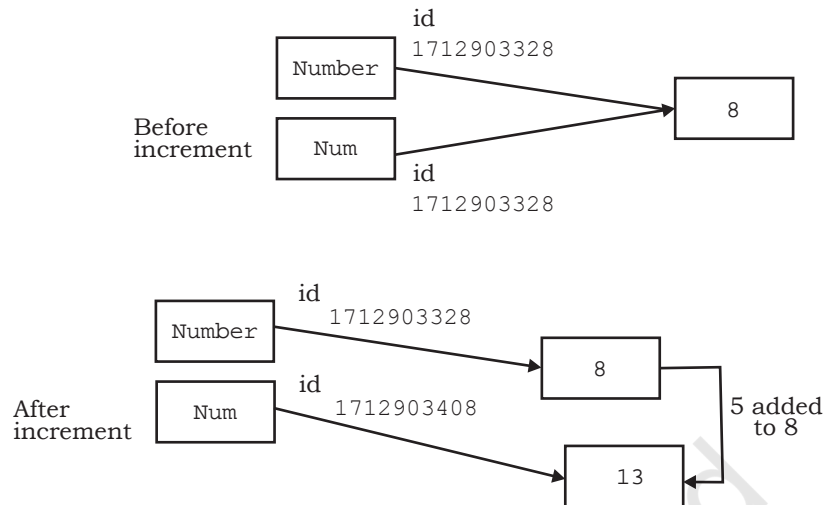 id
1712903328
Number
8
Before
increment
Num
id
1712903328
id
1712903328
Number
8
id
1712903408
After
increment
Num
5 added
to 8
13